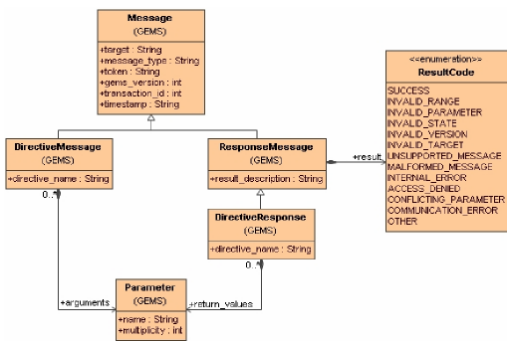 Message
(GEMS)
+target : String
+message_type : String
+token : String
+gems_version : int
+transaction_id : int
+timestamp : String
<<enumeration>>
ResultCode
SUCCESS
INVALID_RANGE
INVALID_PARAMETER
INVALID_STATE
INVALID_VERSION
INVALID_TARGET
UNSUPPORTED_MESSAGE
MALFORMED_MESSAGE
INTERNAL_ERROR
ACCESS_DENIED
CONFLICTING_PARAMETER
COMMUNICATION_ERROR
OTHER
DirectiveMessage
(GEMS)
+directive_name : String
0..*
ResponseMessage
(GEMS)
+result_description : String
+result_
DirectiveResponse
(GEMS)
+directive_name : String
0..*
+arguments
+return_values
Parameter
(GEMS)
+name : String
+multiplicity : int